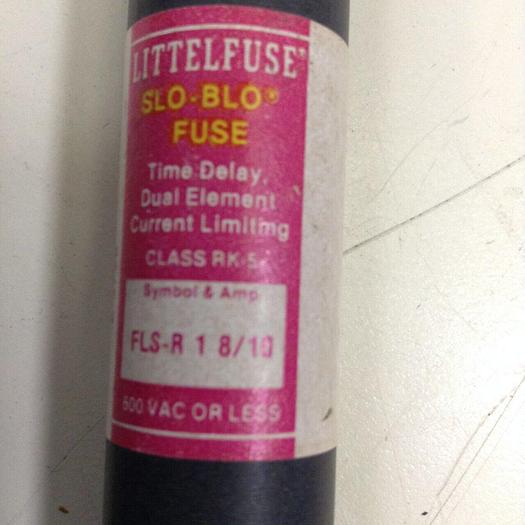 LITTELFUSE®
SLO-BLO®
FUSE
Time Delay,
Dual Element
Current Limiting
CLASS RK-5
Symbol & Amp
FLS-R 1 8/10
600 VAC OR LESS